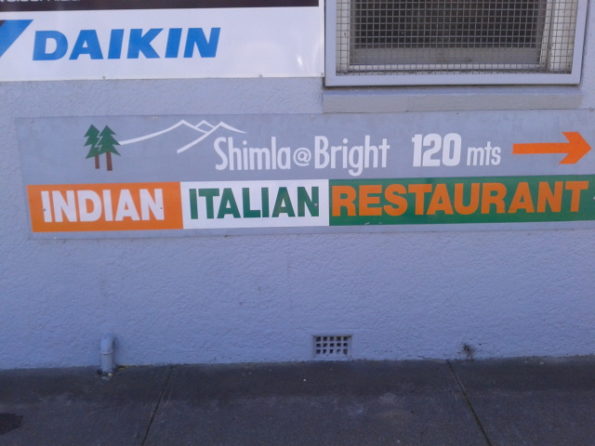 DAIKIN
Shimla@Bright 120 mts
INDIAN ITALIAN RESTAURANT